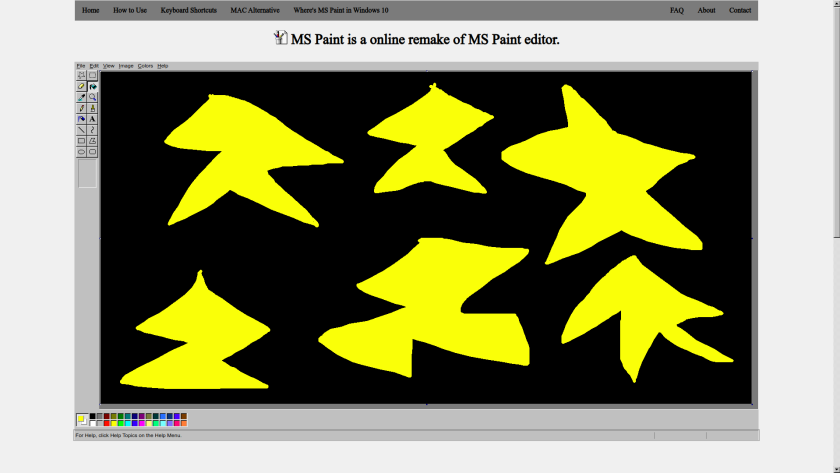 Home How to Use Keyboard Shortcuts MAC Alternative Where's MS Paint in Windows 10 FAQ About Contact
MS Paint is a online remake of MS Paint editor.
File Edit View Image Colors Help
A
For Help, click Help Topics on the Help Menu.